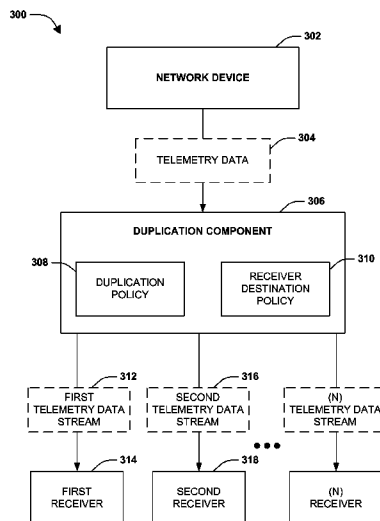 300
302
NETWORK DEVICE
304
TELEMETRY DATA
306
DUPLICATION COMPONENT
308
DUPLICATION
POLICY
310
RECEIVER
DESTINATION
POLICY
312
FIRST
TELEMETRY DATA
STREAM
316
SECOND
TELEMETRY DATA
STREAM
(N)
TELEMETRY DATA
STREAM
314
FIRST
RECEIVER
318
SECOND
RECEIVER
(N)
RECEIVER